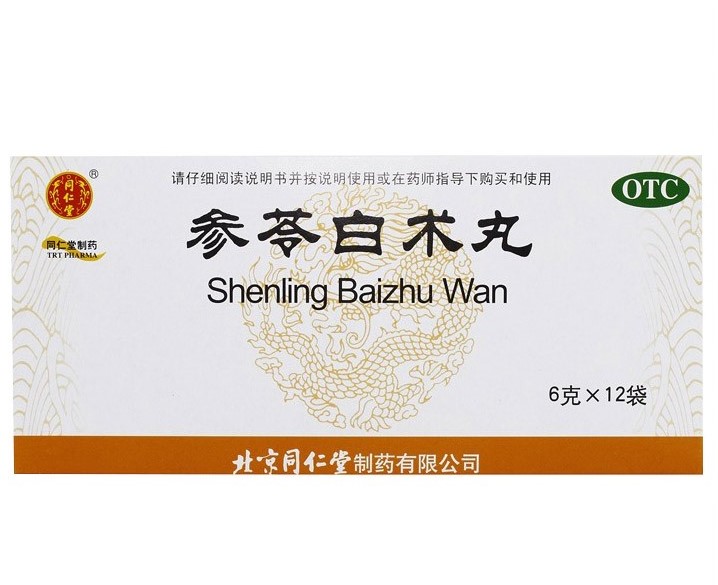 请仔细阅读说明书并按说明使用或在药师指导下购买和使用
OTC
同仁堂
®
同仁堂制药
TRT PHARMA
参苓白术丸
Shenling Baizhu Wan
6克×12袋
北京同仁堂制药有限公司